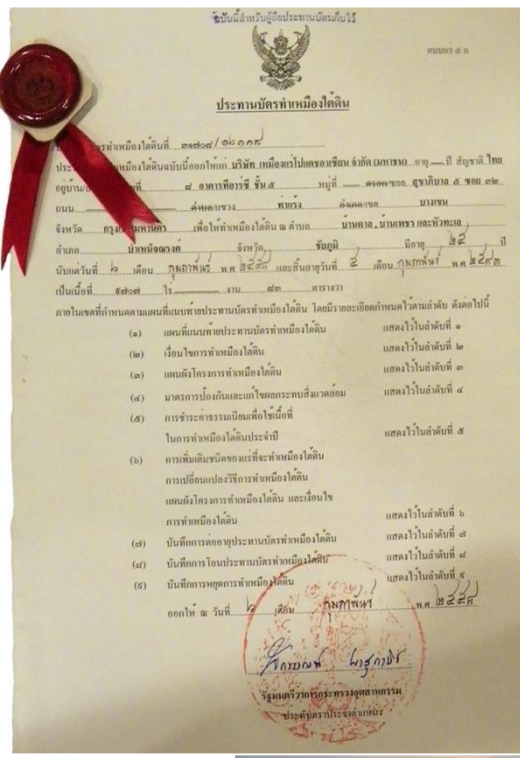 ฉบับนี้สำหรับผู้ถือประทานบัตรเก็บไว้
แบบแร่ ๕ ต
ประทานบัตรทำเหมืองใต้ดิน
บัตรทำเหมืองใต้ดินที่ ๓๑๗๐๘/๑๖๑๑๙
เหมืองใต้ดินฉบับนี้ออกให้แก่ บริษัท เหมืองแร่โปแตชอาเซียน จำกัด (มหาชน) อายุ — ปี สัญชาติ ไทย
อยู่บ้าน ที่ ๘ อาคารทีอาร์ซี ชั้น ๕ หมู่ที่ — ตรอก/ซอย สุขาภิบาล ๕ ซอย ๓๒
ถนน ตำบล/แขวง ท่าแร้ง อำเภอ/เขต บางเขน
จังหวัด กรุงเทพมหานคร เพื่อให้ทำเหมืองใต้ดิน ณ ตำบล บ้านตาล, บ้านเพชร และหัวทะเล
อำเภอ บำเหน็จณรงค์ จังหวัด ชัยภูมิ มีอายุ ๒๕ ปี
นับแต่วันที่ ๖ เดือน กุมภาพันธ์ พ.ศ. ๒๕๕๘ และสิ้นอายุวันที่ ๕ เดือน กุมภาพันธ์ พ.ศ. ๒๕๘๓
เป็นเนื้อที่ ๙๗๐๗ ไร่ — งาน ๘๓ ตารางวา
ภายในเขตที่กำหนดตามแผนที่แนบท้ายประทานบัตรทำเหมืองใต้ดิน โดยมีรายละเอียดกำหนดไว้ตามลำดับ ดังต่อไปนี้
(๑) แผนที่แนบท้ายประทานบัตรทำเหมืองใต้ดิน แสดงไว้ในลำดับที่ ๑
(๒) เงื่อนไขการทำเหมืองใต้ดิน แสดงไว้ในลำดับที่ ๒
(๓) แผนผังโครงการทำเหมืองใต้ดิน แสดงไว้ในลำดับที่ ๓
(๔) มาตรการป้องกันและแก้ไขผลกระทบสิ่งแวดล้อม แสดงไว้ในลำดับที่ ๔
(๕) การชำระค่าธรรมเนียมเพื่อใช้เนื้อที่
ในการทำเหมืองใต้ดินประจำปี แสดงไว้ในลำดับที่ ๕
(๖) การเพิ่มเติมชนิดของแร่ที่จะทำเหมืองใต้ดิน
การเปลี่ยนแปลงวิธีการทำเหมืองใต้ดิน
แผนผังโครงการทำเหมืองใต้ดิน และเงื่อนไข
การทำเหมืองใต้ดิน แสดงไว้ในลำดับที่ ๖
(๗) บันทึกการต่ออายุประทานบัตรทำเหมืองใต้ดิน แสดงไว้ในลำดับที่ ๗
(๘) บันทึกการโอนประทานบัตรทำเหมืองใต้ดิน แสดงไว้ในลำดับที่ ๘
(๙) บันทึกการหยุดการทำเหมืองใต้ดิน แสดงไว้ในลำดับที่ ๙
ออกให้ ณ วันที่ ๖ เดือน กุมภาพันธ์ พ.ศ. ๒๕๕๘
รัฐมนตรีว่าการกระทรวงอุตสาหกรรม
ประทับตราประจำตำแหน่ง